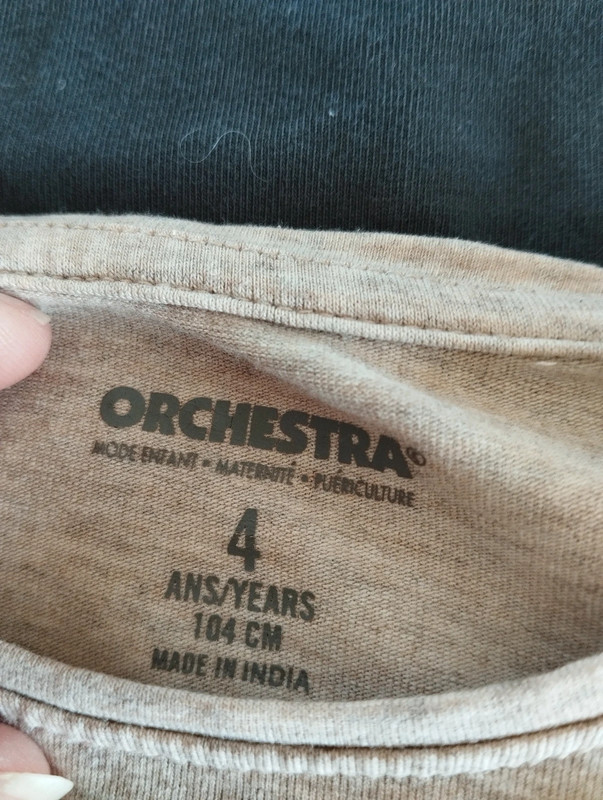 ORCHESTRA®
MODE ENFANT • MATERNITÉ • PUÉRICULTURE
4
ANS/YEARS
104 CM
MADE IN INDIA